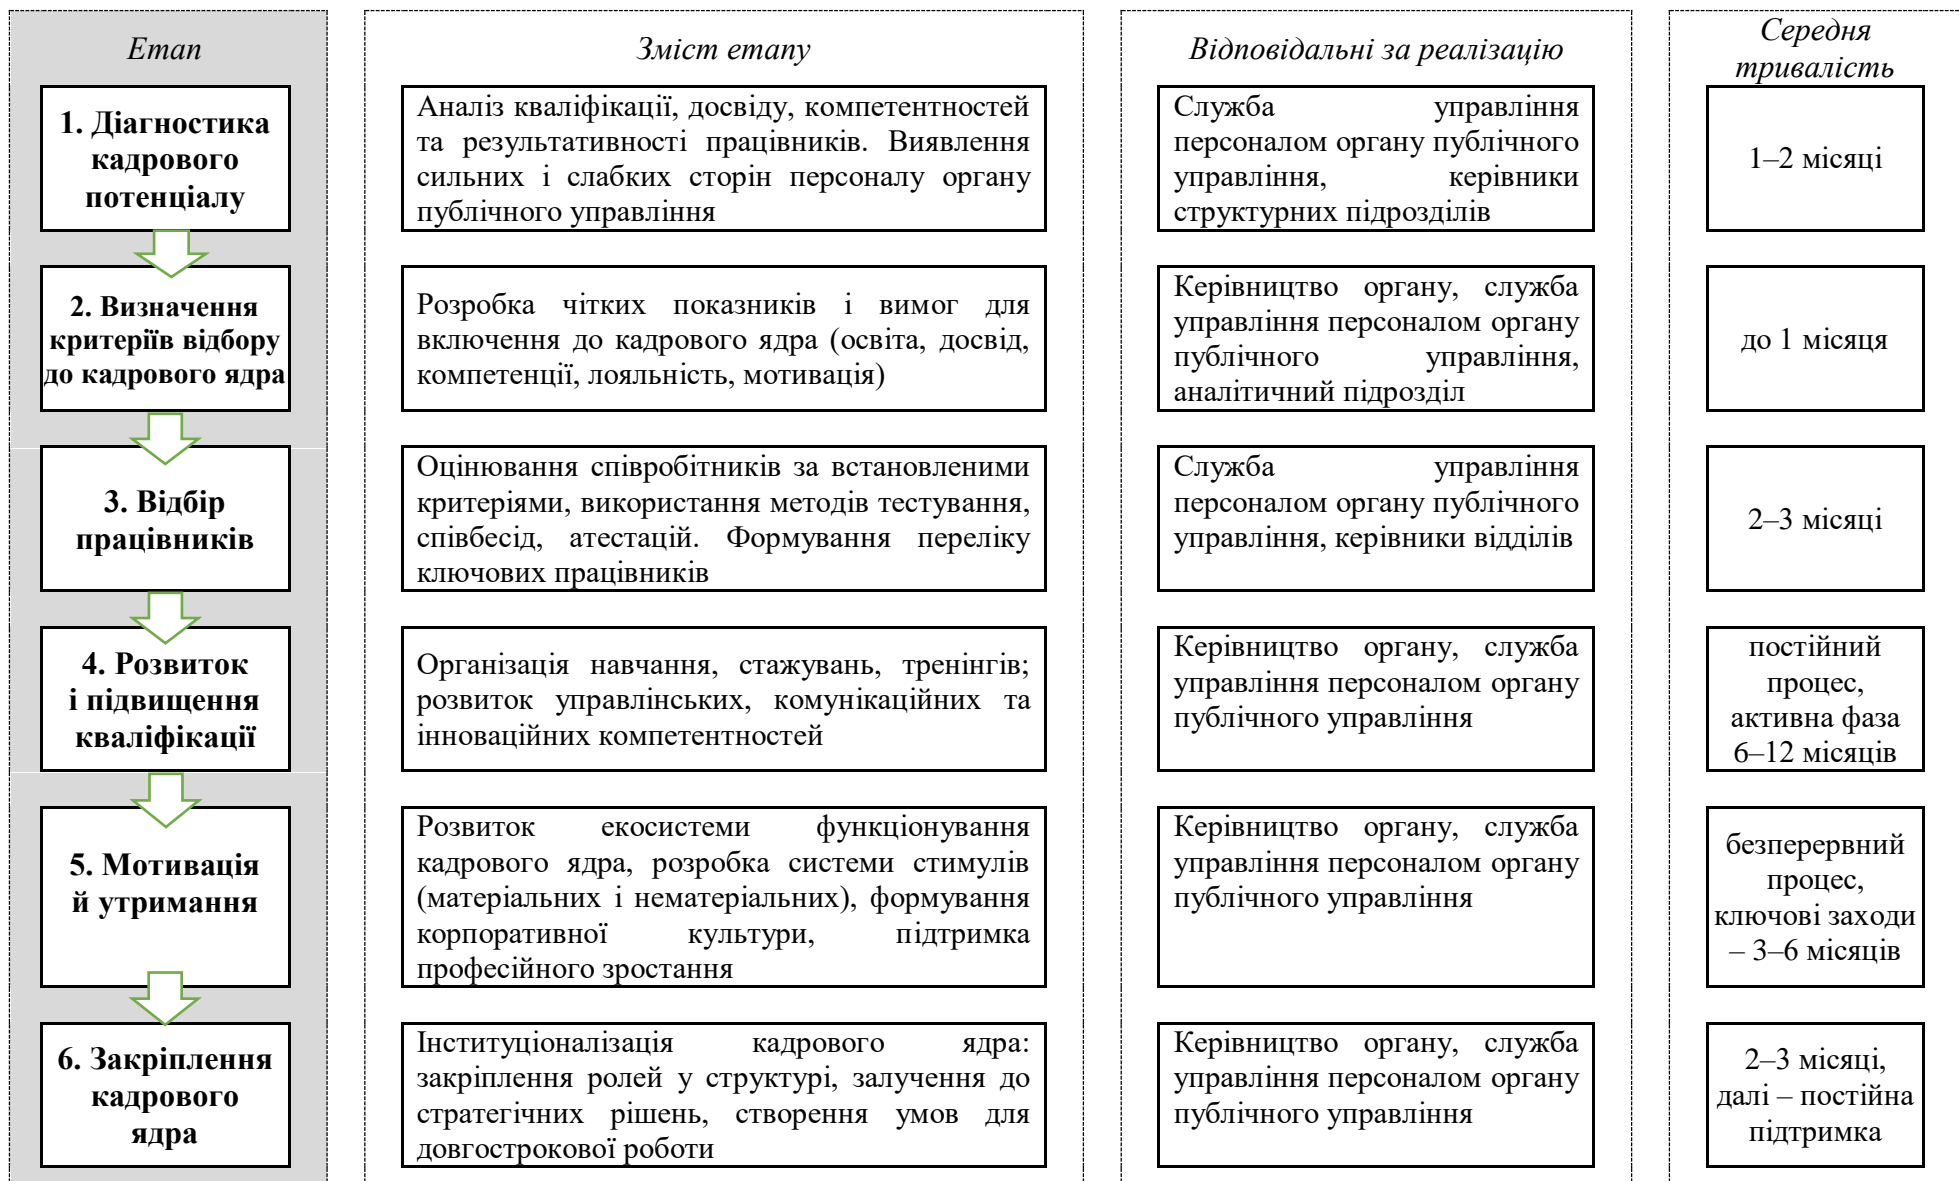 Етап
Зміст етапу
Відповідальні за реалізацію
Середня
тривалість
1. Діагностика
кадрового
потенціалу
Аналіз кваліфікації, досвіду, компетентностей
та результативності працівників. Виявлення
сильних і слабких сторін персоналу органу
публічного управління
Служба управління
персоналом органу публічного
управління, керівники
структурних підрозділів
1–2 місяці
2. Визначення
критеріїв відбору
до кадрового ядра
Розробка чітких показників і вимог для
включення до кадрового ядра (освіта, досвід,
компетенції, лояльність, мотивація)
Керівництво органу, служба
управління персоналом органу
публічного управління,
аналітичний підрозділ
до 1 місяця
3. Відбір
працівників
Оцінювання співробітників за встановленими
критеріями, використання методів тестування,
співбесід, атестацій. Формування переліку
ключових працівників
Служба управління
персоналом органу публічного
управління, керівники відділів
2–3 місяці
4. Розвиток
і підвищення
кваліфікації
Організація навчання, стажувань, тренінгів;
розвиток управлінських, комунікаційних та
інноваційних компетентностей
Керівництво органу, служба
управління персоналом органу
публічного управління
постійний
процес,
активна фаза
6–12 місяців
5. Мотивація
й утримання
Розвиток екосистеми функціонування
кадрового ядра, розробка системи стимулів
(матеріальних і нематеріальних), формування
корпоративної культури, підтримка
професійного зростання
Керівництво органу, служба
управління персоналом органу
публічного управління
безперервний
процес,
ключові заходи
– 3–6 місяців
6. Закріплення
кадрового
ядра
Інституціоналізація кадрового ядра:
закріплення ролей у структурі, залучення до
стратегічних рішень, створення умов для
довгострокової роботи
Керівництво органу, служба
управління персоналом органу
публічного управління
2–3 місяці,
далі – постійна
підтримка